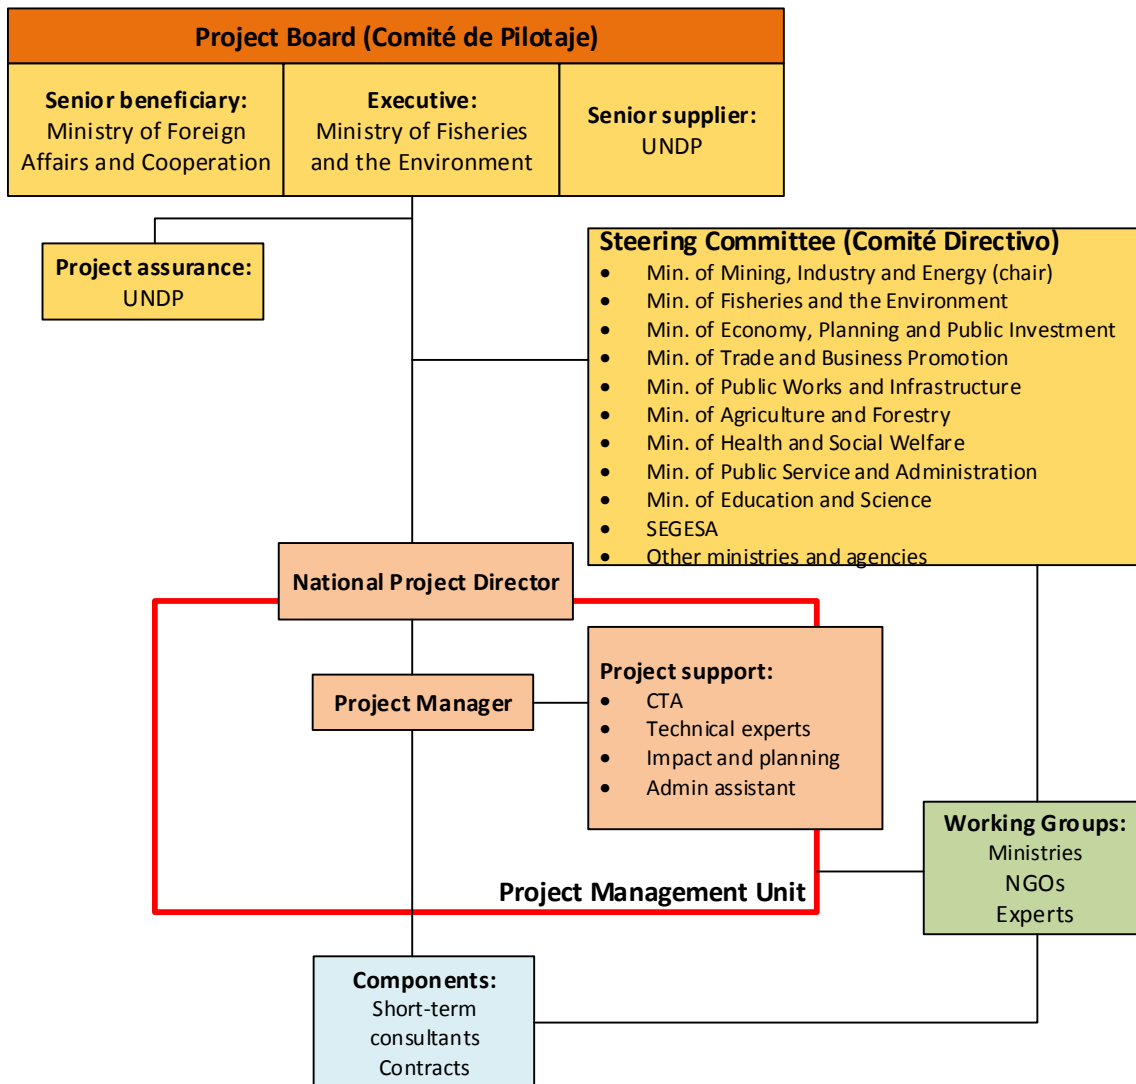 Project Board (Comité de Pilotaje)
Senior beneficiary:
Ministry of Foreign
Affairs and Cooperation
Executive:
Ministry of Fisheries
and the Environment
Senior supplier:
UNDP
Project assurance:
UNDP
Steering Committee (Comité Directivo)
• Min. of Mining, Industry and Energy (chair)
• Min. of Fisheries and the Environment
• Min. of Economy, Planning and Public Investment
• Min. of Trade and Business Promotion
• Min. of Public Works and Infrastructure
• Min. of Agriculture and Forestry
• Min. of Health and Social Welfare
• Min. of Public Service and Administration
• Min. of Education and Science
• SEGESA
• Other ministries and agencies
National Project Director
Project Manager
Project support:
• CTA
• Technical experts
• Impact and planning
• Admin assistant
Project Management Unit
Working Groups:
Ministries
NGOs
Experts
Components:
Short-term
consultants
Contracts